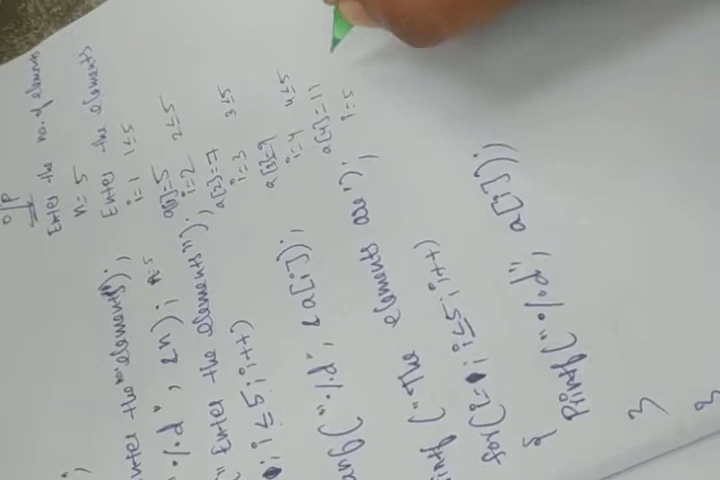 o/p
Enter the no. of elements
n = 5
Enter the elements
i = 1 1 ≤ 5
a[1]=5
i=2 2 ≤ 5
a[2]=7
i=3 3 ≤ 5
a[3]=9
i=4 4 ≤ 5
a[4]=11
i=5
;
nter the no. elements");
"%d", &n); n=5
(" Enter the elements");
; i ≤ 5; i++)
anf("%d", &a[i]);
intf("The elements are");
for(i= ; i ≤ 5; i++)
{
Printf("%d", a[i]);
}
}